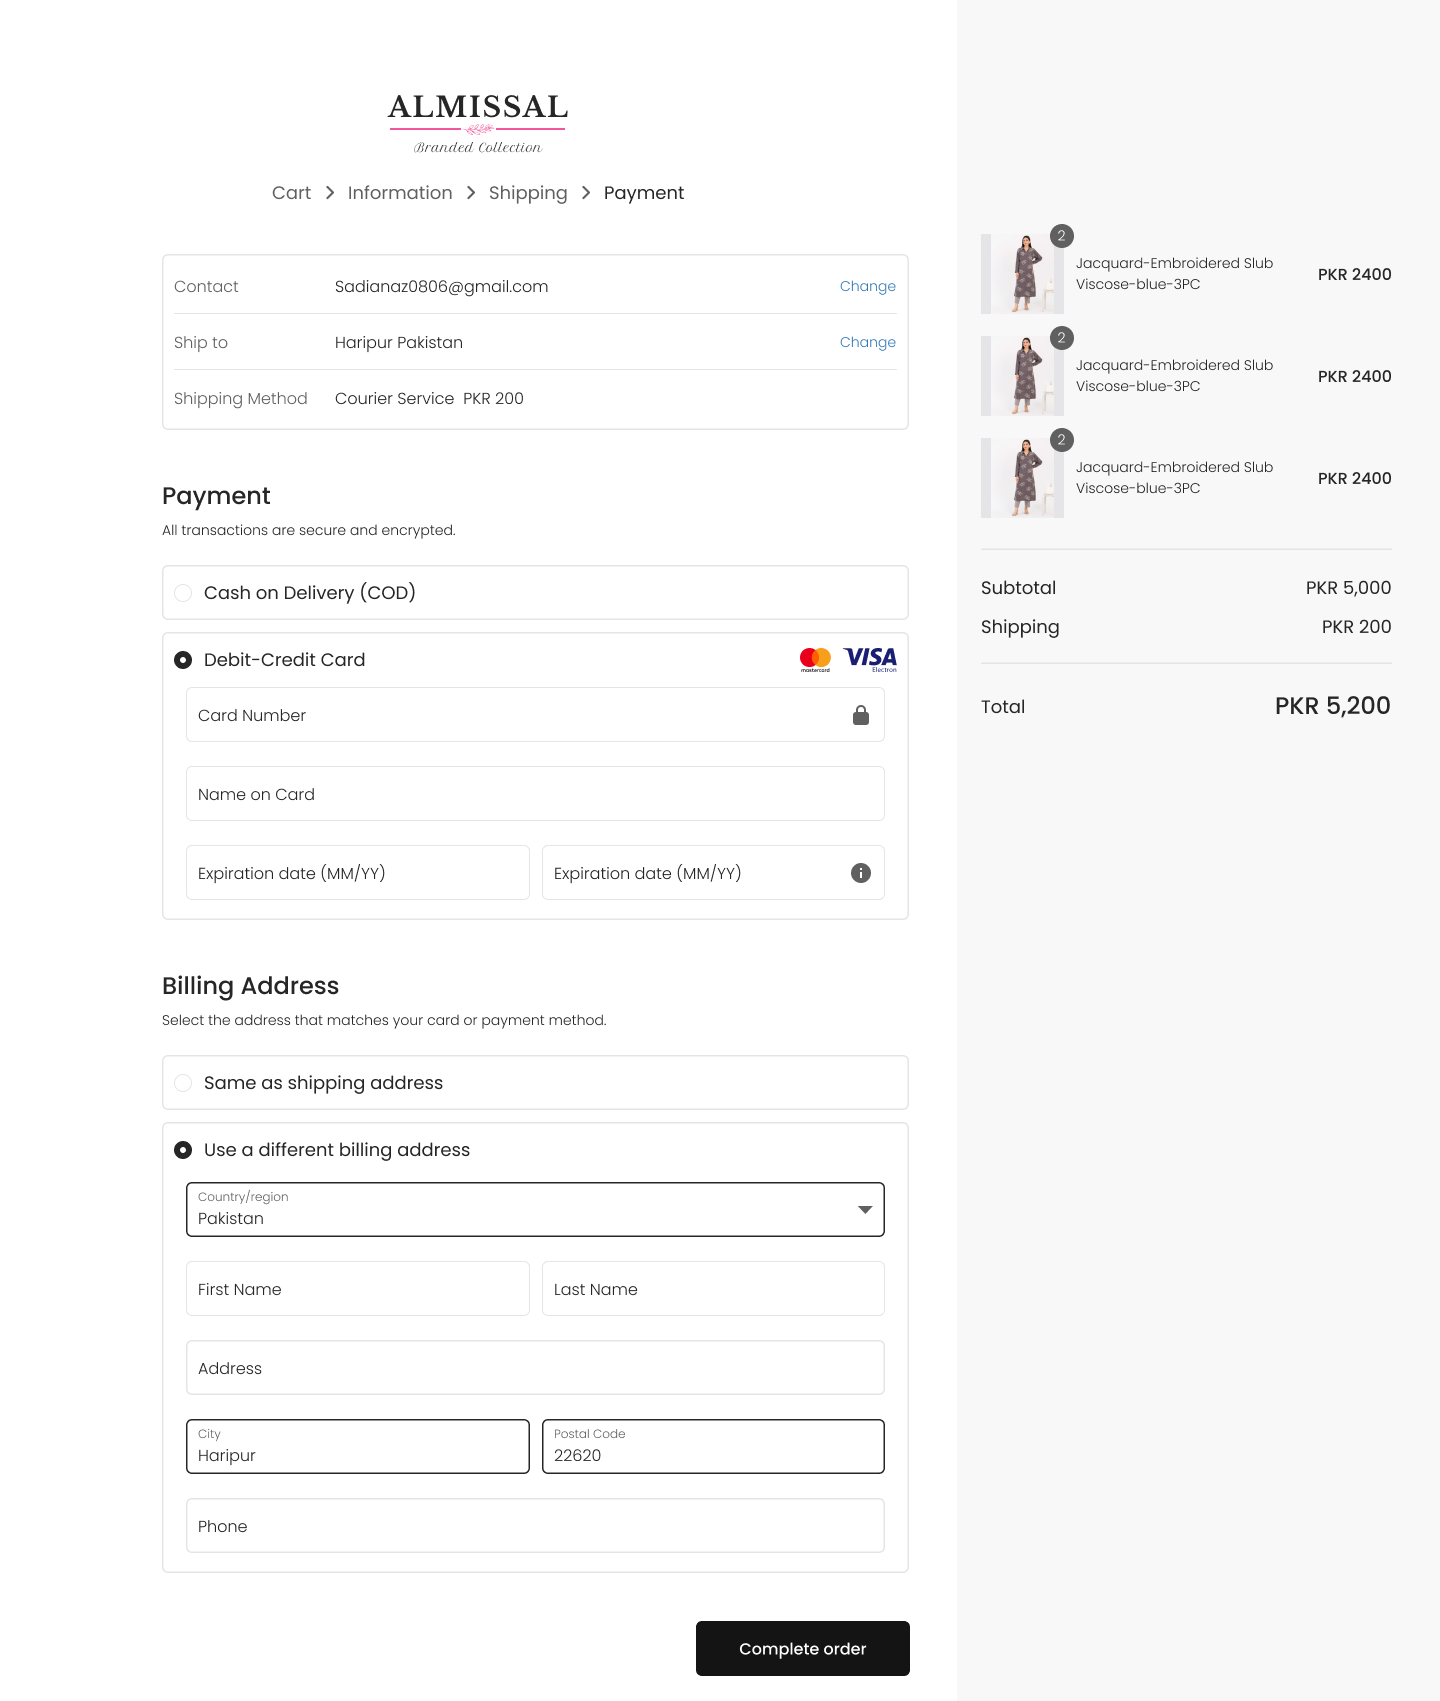 ALMISSAL
Branded Collection
Cart > Information > Shipping > Payment
Contact Sadianaz0806@gmail.com Change
Ship to Haripur Pakistan Change
Shipping Method Courier Service PKR 200
Payment
All transactions are secure and encrypted.
Cash on Delivery (COD)
Debit-Credit Card
mastercard
VISA
Electron
Card Number
Name on Card
Expiration date (MM/YY)
Expiration date (MM/YY)
Billing Address
Select the address that matches your card or payment method.
Same as shipping address
Use a different billing address
Country/region
Pakistan
First Name
Last Name
Address
City
Haripur
Postal Code
22620
Phone
Complete order
2
Jacquard-Embroidered Slub
Viscose-blue-3PC
PKR 2400
2
Jacquard-Embroidered Slub
Viscose-blue-3PC
PKR 2400
2
Jacquard-Embroidered Slub
Viscose-blue-3PC
PKR 2400
Subtotal PKR 5,000
Shipping PKR 200
Total PKR 5,200